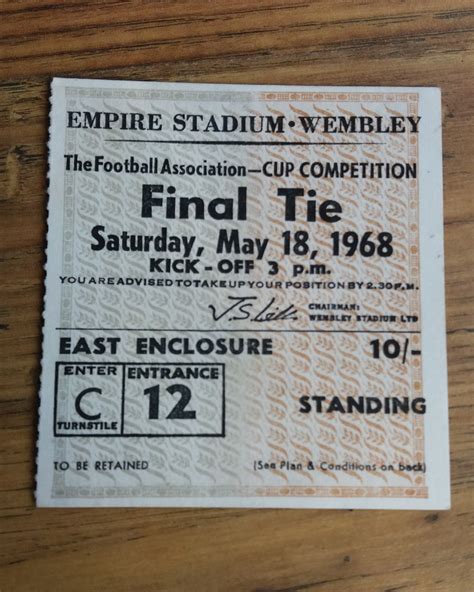 EMPIRE STADIUM · WEMBLEY
The Football Association—CUP COMPETITION
Final Tie
Saturday, May 18, 1968
KICK - OFF 3 p.m.
YOU ARE ADVISED TO TAKE UP YOUR POSITION BY 2.30 P.M.
CHAIRMAN:
WEMBLEY STADIUM LTD
EAST ENCLOSURE 10/-
ENTER
C
TURNSTILE
ENTRANCE
12
STANDING
TO BE RETAINED (See Plan & Conditions on back)